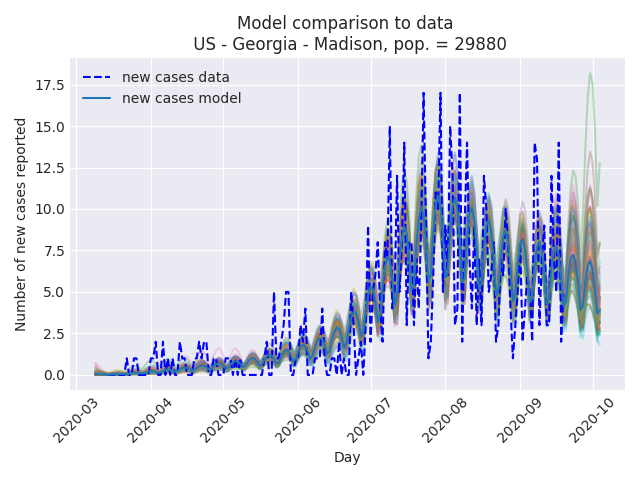 Model comparison to data
US - Georgia - Madison, pop. = 29880
new cases data
new cases model
Number of new cases reported
17.5
15.0
12.5
10.0
7.5
5.0
2.5
0.0
2020-03
2020-04
2020-05
2020-06
2020-07
2020-08
2020-09
2020-10
Day